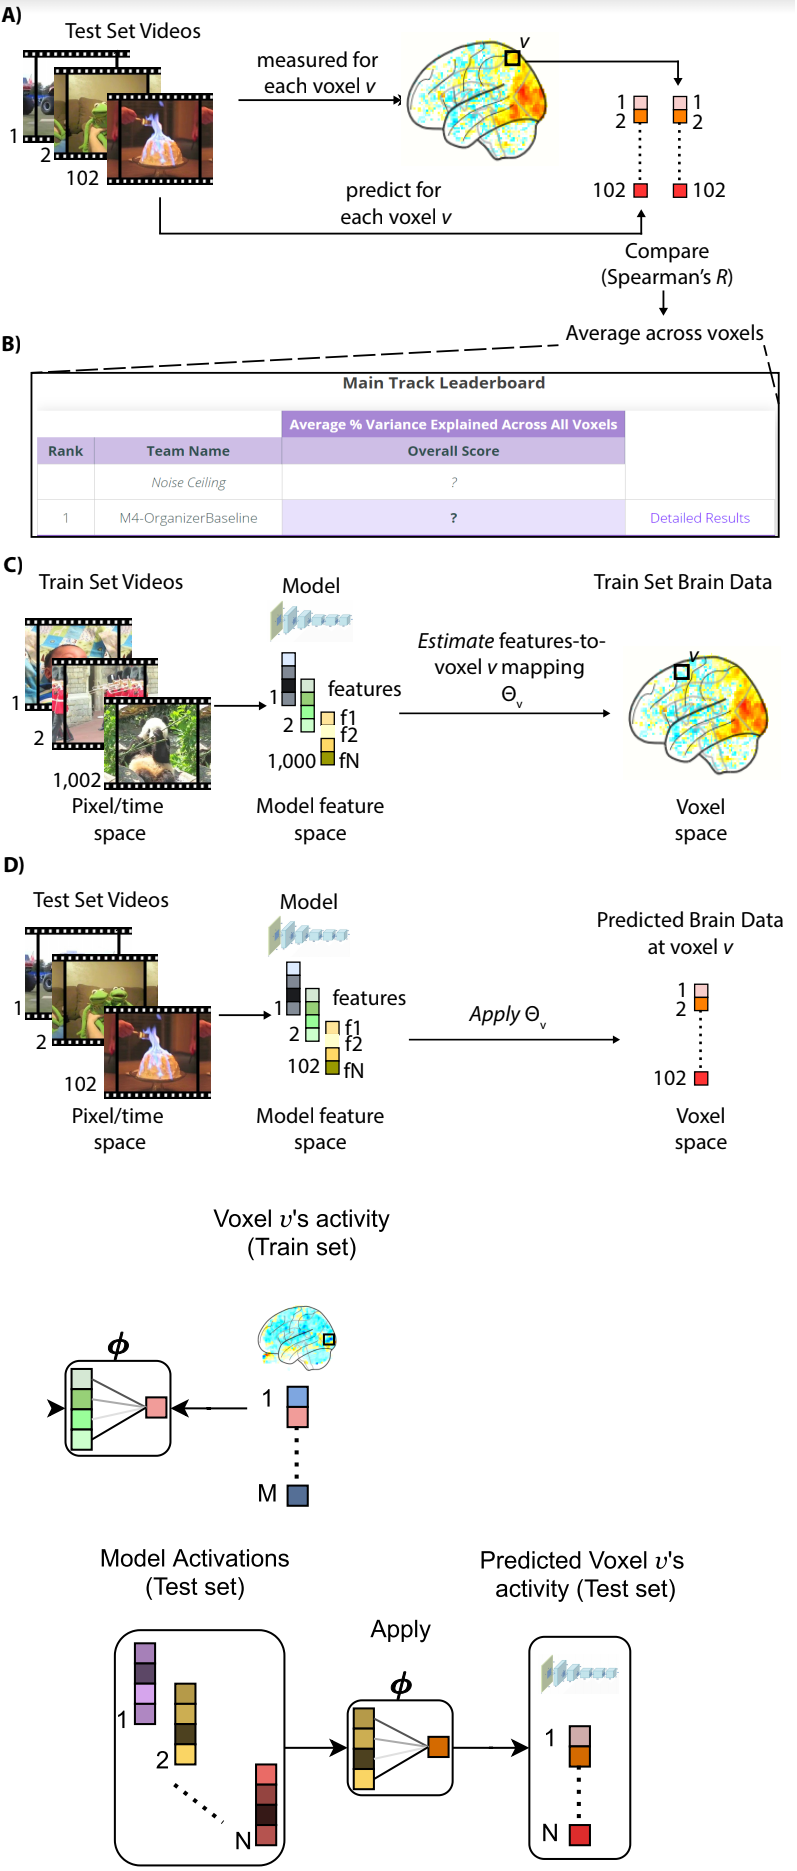 A)
Test Set Videos
1
2
102
measured for
each voxel v
v
predict for
each voxel v
1 1
2 2
102 102
Compare
(Spearman's R)
Average across voxels
B)
Main Track Leaderboard
Average % Variance Explained Across All Voxels
Rank Team Name Overall Score
Noise Ceiling ?
1 M4-OrganizerBaseline ? Detailed Results
C)
Train Set Videos
1
2
1,002
Pixel/time
space
Model
1
2
1,000
features
f1
f2
fN
Model feature
space
Estimate features-to-
voxel v mapping
Θv
Train Set Brain Data
v
Voxel
space
D)
Test Set Videos
1
2
102
Pixel/time
space
Model
1
2
102
features
f1
f2
fN
Model feature
space
Apply Θv
Predicted Brain Data
at voxel v
1
2
102
Voxel
space
Voxel v's activity
(Train set)
ϕ
1
M
Model Activations
(Test set)
1
2
N
Apply
ϕ
Predicted Voxel v's
activity (Test set)
1
N